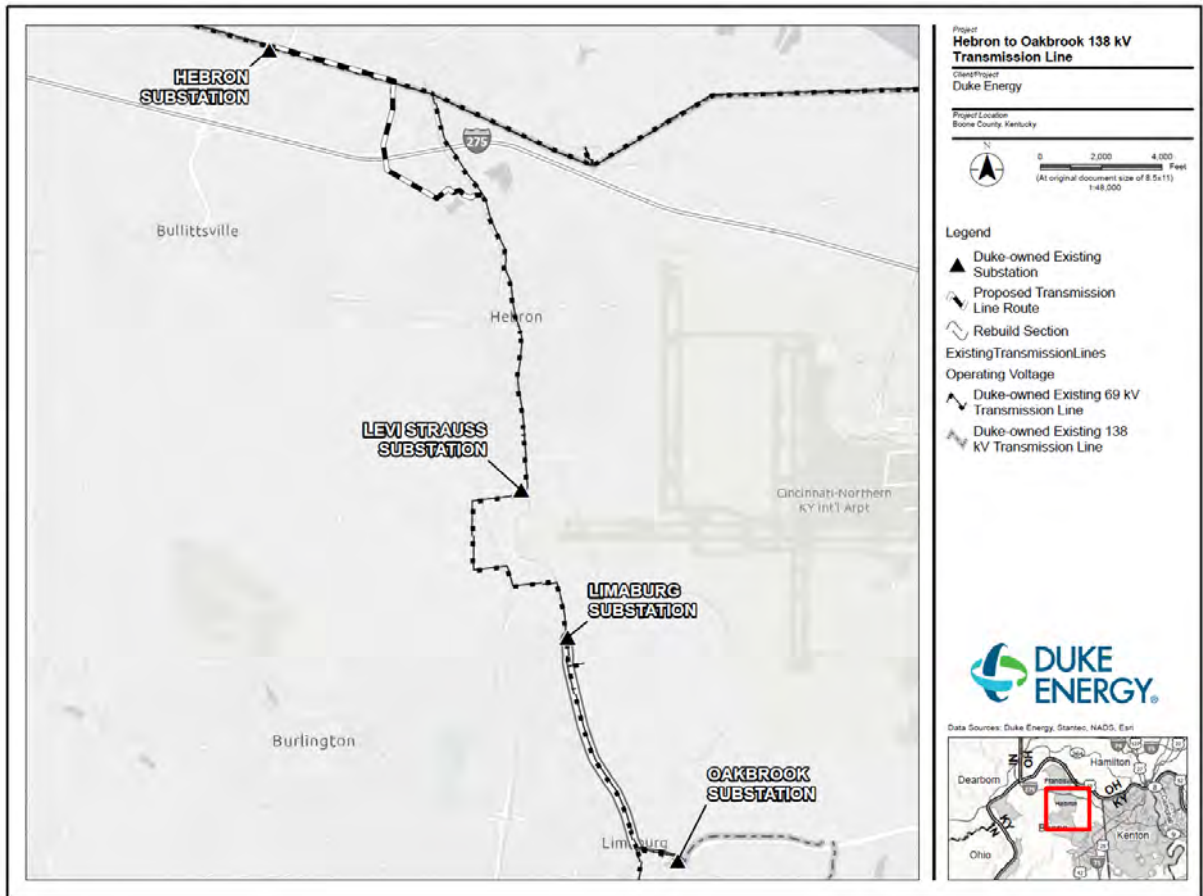 HEBRON
SUBSTATION
275
Bullittsville
Hebron
LEVI STRAUSS
SUBSTATION
Cincinnati-Northern
KY Int'l Arpt
LIMABURG
SUBSTATION
Burlington
OAKBROOK
SUBSTATION
Limaburg
Project
Hebron to Oakbrook 138 kV
Transmission Line
Client/Project
Duke Energy
Project Location
Boone County, Kentucky
N
0 2,000 4,000
Feet
(At original document size of 8.5x11)
1:48,000
Legend
Duke-owned Existing
Substation
Proposed Transmission
Line Route
Rebuild Section
ExistingTransmissionLines
Operating Voltage
Duke-owned Existing 69 kV
Transmission Line
Duke-owned Existing 138
kV Transmission Line
DUKE
ENERGY®
Data Sources: Duke Energy, Stantec, NADS, Esri
IN
OH
Hamilton
Dearborn
OH
KY
Hebron
KY
IN
Kenton
Ohio